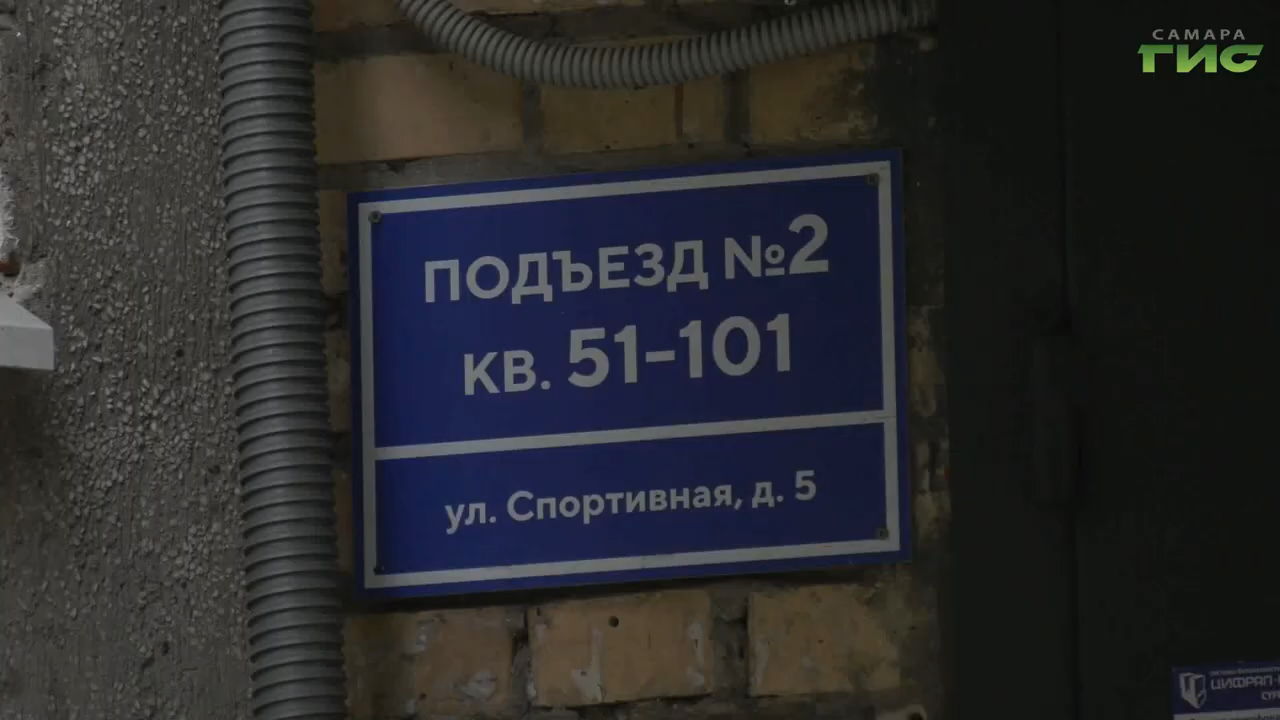 САМАРА
ГИС
ПОДЪЕЗД №2
КВ. 51-101
ул. Спортивная, д. 5